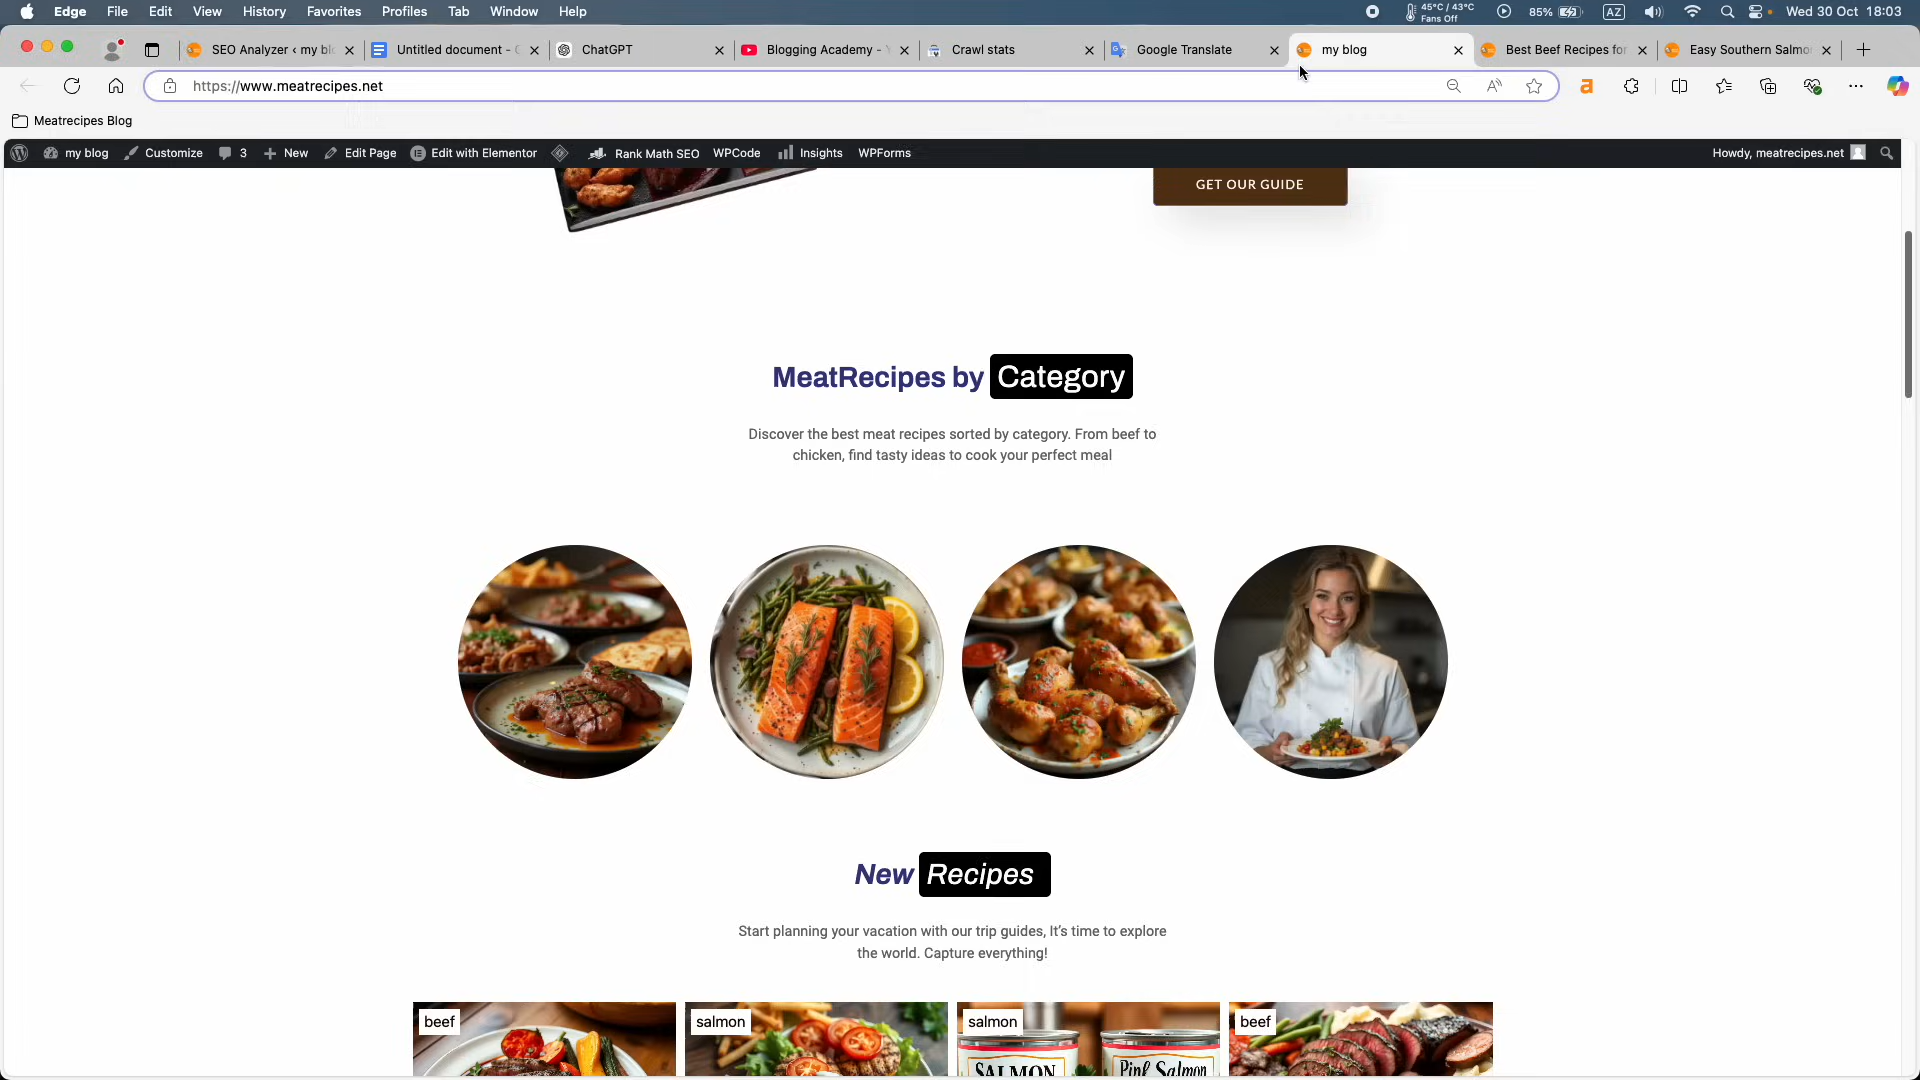 Edge File Edit View History Favorites Profiles Tab Window Help 45°C / 43°C Fans Off 85% AZ Wed 30 Oct 18:03
SEO Analyzer ‹ my bl Untitled document - ChatGPT Blogging Academy - Crawl stats Google Translate my blog Best Beef Recipes for Easy Southern Salmo
https://www.meatrecipes.net
Meatrecipes Blog
my blog Customize 3 New Edit Page Edit with Elementor Rank Math SEO WPCode Insights WPForms Howdy, meatrecipes.net
GET OUR GUIDE
MeatRecipes by Category
Discover the best meat recipes sorted by category. From beef to
chicken, find tasty ideas to cook your perfect meal
New Recipes
Start planning your vacation with our trip guides, It's time to explore
the world. Capture everything!
beef salmon salmon beef
SALMON Pink Salmon